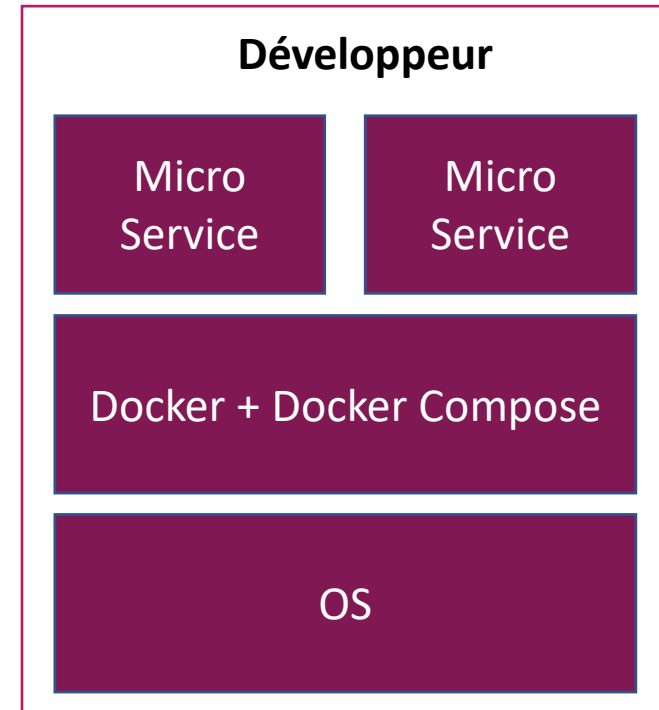 Développeur
Micro
Service
Micro
Service
Docker + Docker Compose
OS